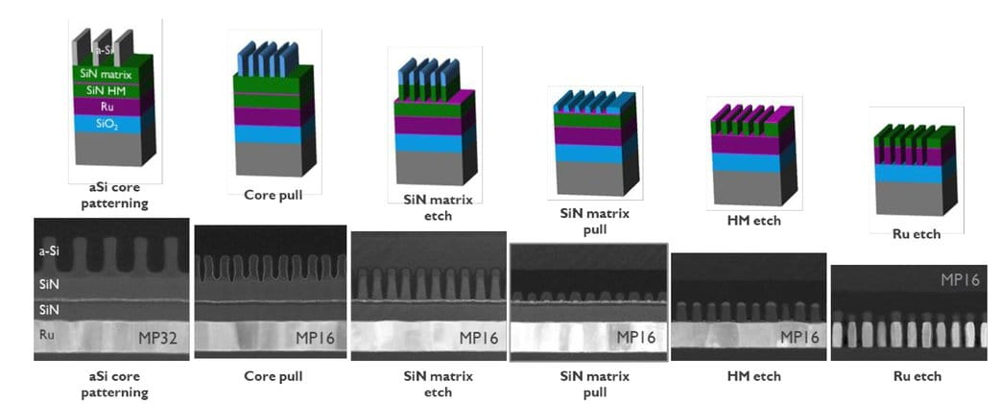 a-Si
SiN matrix
SiN HM
Ru
SiO₂
aSi core
patterning
Core pull
SiN matrix
etch
SiN matrix
pull
HM etch
Ru etch
a-Si
SiN
SiN
Ru
MP32
MP16
MP16
MP16
MP16
MP16
aSi core
patterning
Core pull
SiN matrix
etch
SiN matrix
pull
HM etch
Ru etch